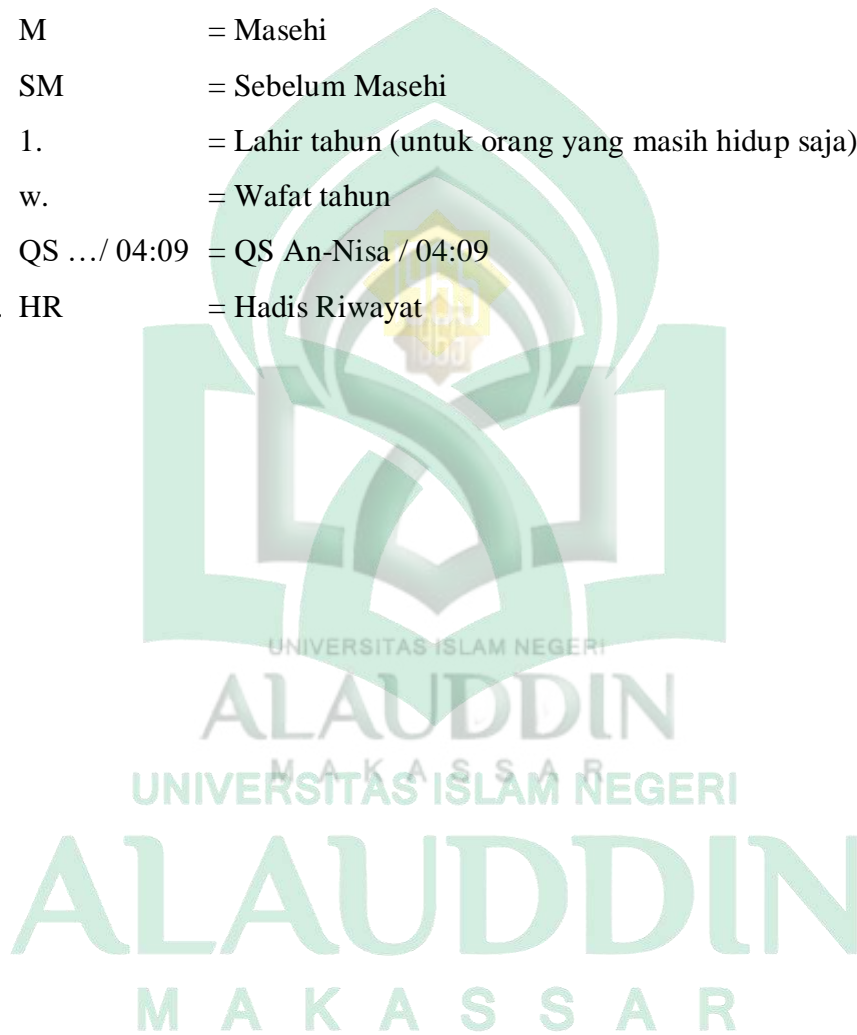 M = Masehi
SM = Sebelum Masehi
1. = Lahir tahun (untuk orang yang masih hidup saja)
w. = Wafat tahun
QS …/ 04:09 = QS An-Nisa / 04:09
. HR = Hadis Riwayat
1965
UNIVERSITAS ISLAM NEGERI
ALAUDDIN
MAKASSAR
UNIVERSITAS ISLAM NEGERI
ALAUDDIN
MAKASSAR